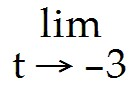 lim
t → –3